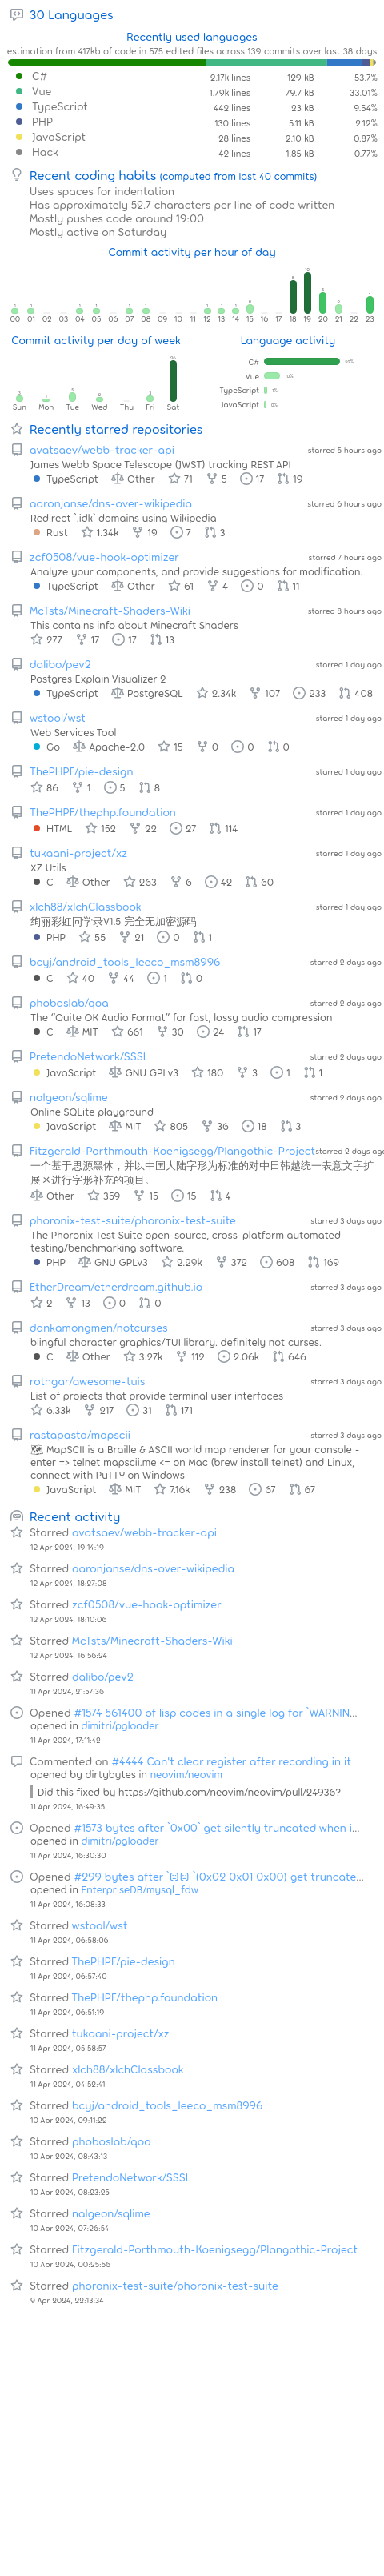 30 Languages
Recently used languages
estimation from 417kb of code in 575 edited files across 139 commits over last 38 days
C# 2.17k lines 129 kB 53.7%
Vue 1.79k lines 79.7 kB 33.01%
TypeScript 442 lines 23 kB 9.54%
PHP 130 lines 5.11 kB 2.12%
JavaScript 28 lines 2.10 kB 0.87%
Hack 42 lines 1.85 kB 0.77%
Recent coding habits (computed from last 40 commits)
Uses spaces for indentation
Has approximately 52.7 characters per line of code written
Mostly pushes code around 19:00
Mostly active on Saturday
Commit activity per hour of day
00 01 02 03 04 05 06 07 08 09 10 11 12 13 14 15 16 17 18 19 20 21 22 23
Commit activity per day of week
Language activity
C#
Vue
TypeScript
JavaScript
Sun Mon Tue Wed Thu Fri Sat
Recently starred repositories
avatsaev/webb-tracker-api starred 5 hours ago
James Webb Space Telescope (JWST) tracking REST API
TypeScript Other 71 5 17 19
aaronjanse/dns-over-wikipedia starred 6 hours ago
Redirect `.idk` domains using Wikipedia
Rust 1.34k 19 7 3
zcf0508/vue-hook-optimizer starred 7 hours ago
Analyze your components, and provide suggestions for modification.
TypeScript Other 61 4 0 11
McTsts/Minecraft-Shaders-Wiki starred 8 hours ago
This contains info about Minecraft Shaders
277 17 17 13
dalibo/pev2 starred 1 day ago
Postgres Explain Visualizer 2
TypeScript PostgreSQL 2.34k 107 233 408
wstool/wst starred 1 day ago
Web Services Tool
Go Apache-2.0 15 0 0 0
ThePHPF/pie-design starred 1 day ago
86 1 5 8
ThePHPF/thephp.foundation starred 1 day ago
HTML 152 22 27 114
tukaani-project/xz starred 1 day ago
XZ Utils
C Other 263 6 42 60
xlch88/xlchClassbook starred 1 day ago
绚丽彩虹同学录V1.5 完全无加密源码
PHP 55 21 0 1
bcyj/android_tools_leeco_msm8996 starred 2 days ago
C 40 44 1 0
phoboslab/qoa starred 2 days ago
The “Quite OK Audio Format” for fast, lossy audio compression
C MIT 661 30 24 17
PretendoNetwork/SSSL starred 2 days ago
JavaScript GNU GPLv3 180 3 1 1
nalgeon/sqlime starred 2 days ago
Online SQLite playground
JavaScript MIT 805 36 18 3
Fitzgerald-Porthmouth-Koenigsegg/Plangothic-Project starred 2 days ago
一个基于思源黑体，并以中国大陆字形为标准的对中日韩越统一表意文字扩
展区进行字形补充的项目。
Other 359 15 15 4
phoronix-test-suite/phoronix-test-suite starred 3 days ago
The Phoronix Test Suite open-source, cross-platform automated
testing/benchmarking software.
PHP GNU GPLv3 2.29k 372 608 169
EtherDream/etherdream.github.io starred 3 days ago
2 13 0 0
dankamongmen/notcurses starred 3 days ago
blingful character graphics/TUI library. definitely not curses.
C Other 3.27k 112 2.06k 646
rothgar/awesome-tuis starred 3 days ago
List of projects that provide terminal user interfaces
6.33k 217 31 171
rastapasta/mapscii starred 3 days ago
🗺 MapSCII is a Braille & ASCII world map renderer for your console -
enter => telnet mapscii.me <= on Mac (brew install telnet) and Linux,
connect with PuTTY on Windows
JavaScript MIT 7.16k 238 67 67
Recent activity
Starred avatsaev/webb-tracker-api
12 Apr 2024, 19:14:19
Starred aaronjanse/dns-over-wikipedia
12 Apr 2024, 18:27:08
Starred zcf0508/vue-hook-optimizer
12 Apr 2024, 18:10:06
Starred McTsts/Minecraft-Shaders-Wiki
12 Apr 2024, 16:56:24
Starred dalibo/pev2
11 Apr 2024, 21:57:36
Opened #1574 561400 of lisp codes in a single log for `WARNIN...
opened in dimitri/pgloader
11 Apr 2024, 17:11:42
Commented on #4444 Can't clear register after recording in it
opened by dirtybytes in neovim/neovim
Did this fixed by https://github.com/neovim/neovim/pull/24936?
11 Apr 2024, 16:49:35
Opened #1573 bytes after `0x00` get silently truncated when i...
opened in dimitri/pgloader
11 Apr 2024, 16:30:30
Opened #299 bytes after `␀` (0x02 0x01 0x00) get truncate...
opened in EnterpriseDB/mysql_fdw
11 Apr 2024, 16:08:33
Starred wstool/wst
11 Apr 2024, 06:58:06
Starred ThePHPF/pie-design
11 Apr 2024, 06:57:40
Starred ThePHPF/thephp.foundation
11 Apr 2024, 06:51:19
Starred tukaani-project/xz
11 Apr 2024, 05:58:57
Starred xlch88/xlchClassbook
11 Apr 2024, 04:52:41
Starred bcyj/android_tools_leeco_msm8996
10 Apr 2024, 09:11:22
Starred phoboslab/qoa
10 Apr 2024, 08:43:13
Starred PretendoNetwork/SSSL
10 Apr 2024, 08:23:25
Starred nalgeon/sqlime
10 Apr 2024, 07:26:54
Starred Fitzgerald-Porthmouth-Koenigsegg/Plangothic-Project
10 Apr 2024, 00:25:56
Starred phoronix-test-suite/phoronix-test-suite
9 Apr 2024, 22:13:34